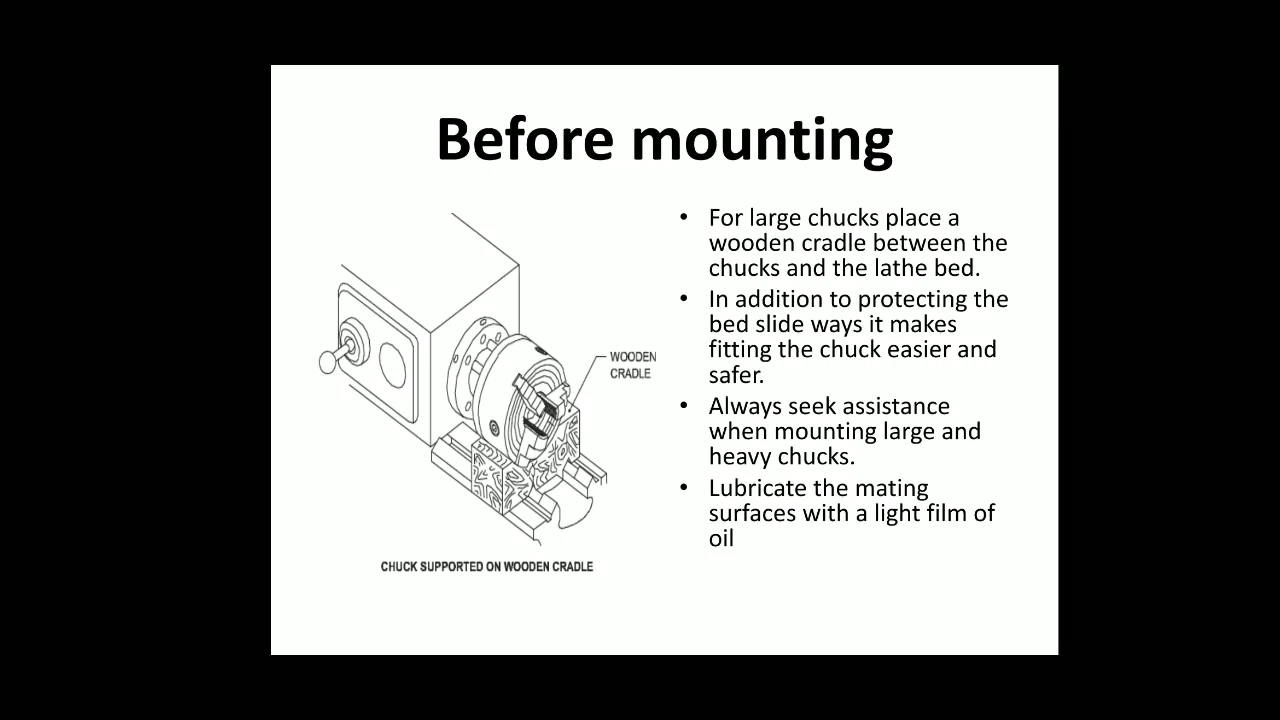 Before mounting
• For large chucks place a
wooden cradle between the
chucks and the lathe bed.
• In addition to protecting the
bed slide ways it makes
fitting the chuck easier and
safer.
• Always seek assistance
when mounting large and
heavy chucks.
• Lubricate the mating
surfaces with a light film of
oil
WOODEN
CRADLE
CHUCK SUPPORTED ON WOODEN CRADLE